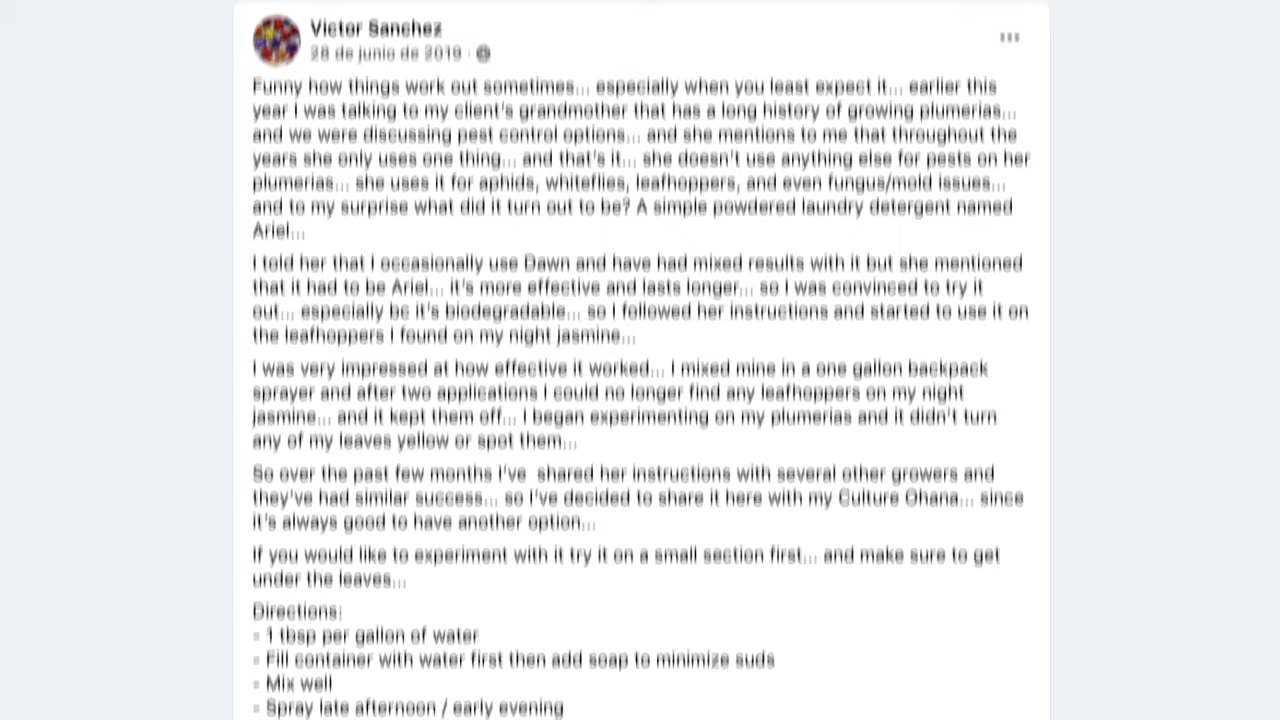 Victor Sanchez
28 de junio de 2019 ·
Funny how things work out sometimes... especially when you least expect it... earlier this
year I was talking to my client's grandmother that has a long history of growing plumerias...
and we were discussing pest control options... and she mentions to me that throughout the
years she only uses one thing... and that's it... she doesn't use anything else for pests on her
plumerias... she uses it for aphids, whiteflies, leafhoppers, and even fungus/mold issues...
and to my surprise what did it turn out to be? A simple powdered laundry detergent named
Ariel...
I told her that I occasionally use Dawn and have had mixed results with it but she mentioned
that it had to be Ariel... it's more effective and lasts longer... so I was convinced to try it
out... especially bc it's biodegradable... so I followed her instructions and started to use it on
the leafhoppers I found on my night jasmine...
I was very impressed at how effective it worked... I mixed mine in a one gallon backpack
sprayer and after two applications I could no longer find any leafhoppers on my night
jasmine... and it kept them off... I began experimenting on my plumerias and it didn't turn
any of my leaves yellow or spot them...
So over the past few months I've shared her instructions with several other growers and
they've had similar success... so I've decided to share it here with my Culture Ohana... since
it's always good to have another option...
If you would like to experiment with it try it on a small section first... and make sure to get
under the leaves...
Directions:
▫ 1 tbsp per gallon of water
▫ Fill container with water first then add soap to minimize suds
▫ Mix well
▫ Spray late afternoon / early evening